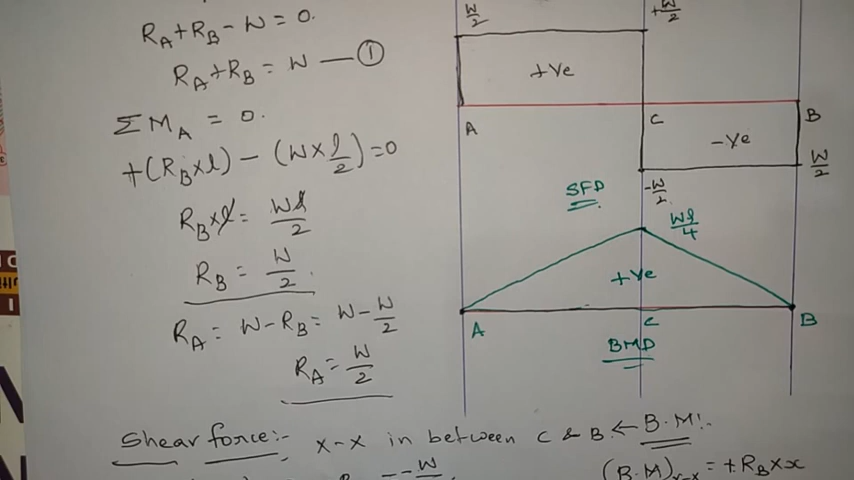 R_A + R_B - W = 0.
R_A + R_B = W — ①
ΣM_A = 0.
+(R_B × l) - (W × l/2) = 0
R_B × l = Wl/2
R_B = W/2.
R_A = W - R_B = W - W/2
R_A = W/2
W/2 +W/2
+Ve
A C B
-Ve
W/2
-W/2
SFD
Wl/4
+Ve
A C B
BMD
Shear force:- x-x in between C & B. ← B.M!-
(B.M)x-x = +R_B × x